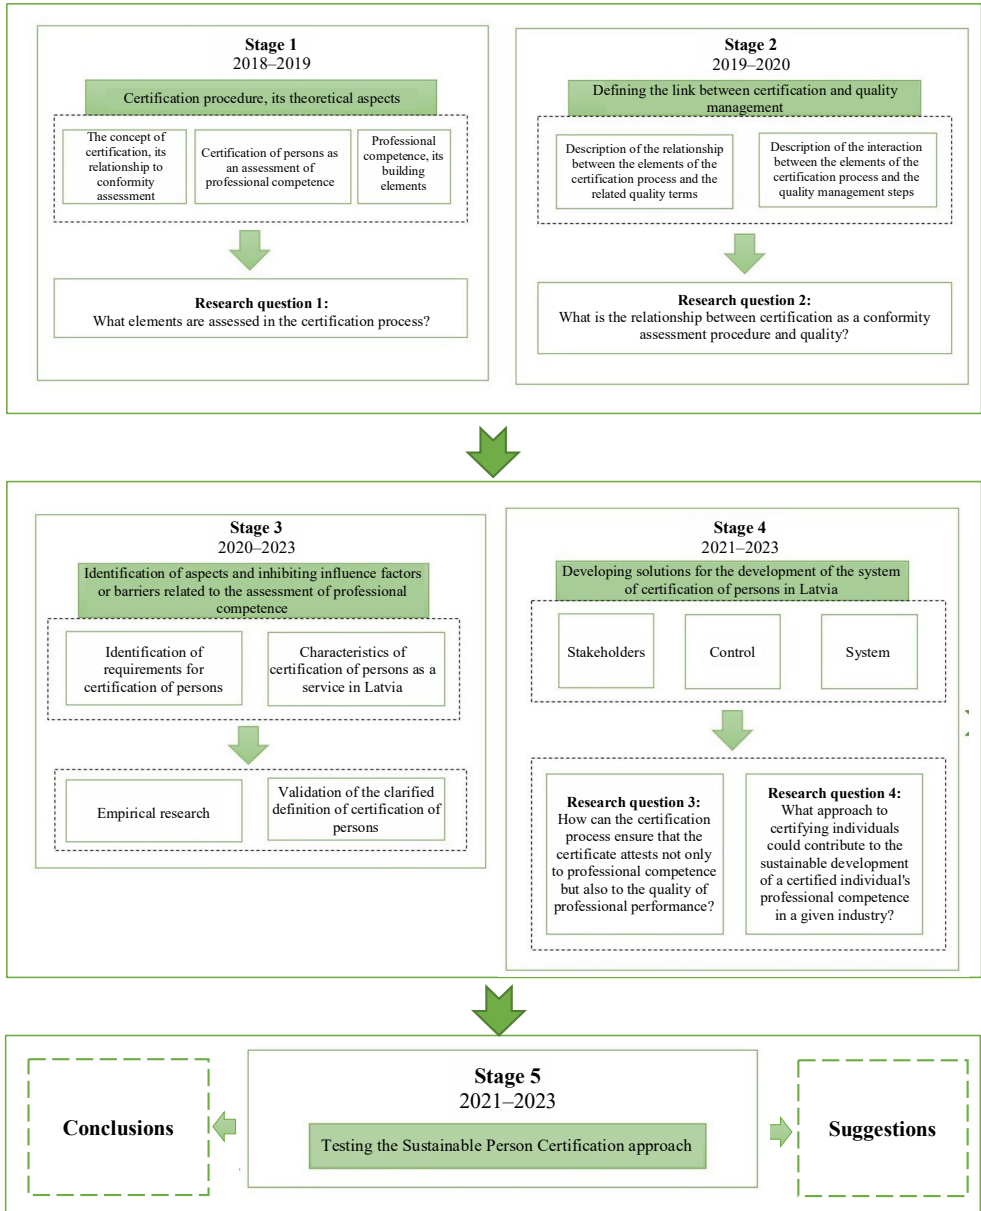 Stage 1
2018–2019
Certification procedure, its theoretical aspects
The concept of
certification, its
relationship to
conformity
assessment
Certification of persons as
an assessment of
professional competence
Professional
competence, its
building
elements
Research question 1:
What elements are assessed in the certification process?
Stage 2
2019–2020
Defining the link between certification and quality
management
Description of the relationship
between the elements of the
certification process and the
related quality terms
Description of the interaction
between the elements of the
certification process and the
quality management steps
Research question 2:
What is the relationship between certification as a conformity
assessment procedure and quality?
Stage 3
2020–2023
Identification of aspects and inhibiting influence factors
or barriers related to the assessment of professional
competence
Identification of
requirements for
certification of persons
Characteristics of
certification of persons as a
service in Latvia
Empirical research
Validation of the clarified
definition of certification of
persons
Stage 4
2021–2023
Developing solutions for the development of the system
of certification of persons in Latvia
Stakeholders
Control
System
Research question 3:
How can the certification
process ensure that the
certificate attests not only
to professional competence
but also to the quality of
professional performance?
Research question 4:
What approach to
certifying individuals
could contribute to the
sustainable development
of a certified individual's
professional competence
in a given industry?
Conclusions
Stage 5
2021–2023
Testing the Sustainable Person Certification approach
Suggestions